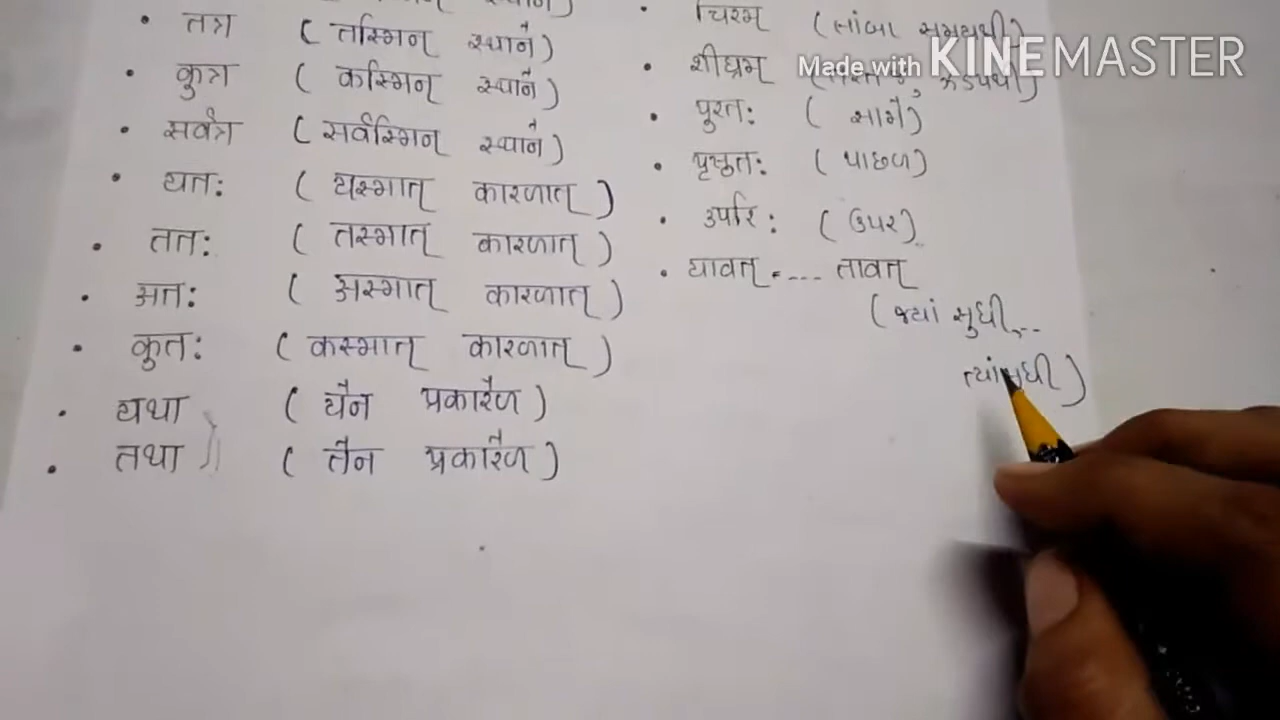 स्थाने)
• तत्र ( तस्मिन् स्थाने)
• कुत्र ( कस्मिन् स्थाने)
• सर्वत्र ( सर्वस्मिन् स्थाने)
• यतः ( यस्मात् कारणात् )
• ततः ( तस्मात् कारणात् )
• अतः ( अस्मात् कारणात् )
• कुतः ( कस्मात् कारणात् )
• यथा ( येन प्रकारेण )
• तथा ( तेन प्रकारेण )
• चिरम् (લાંબા સમયથી)
• शीघ्रम्
• पुरतः ( સામે)
• पृष्ठतः ( પાછળ)
• उपरिः ( ઉપર)
• यावत् ---- तावत्
(જ્યાં સુધી...
ત્યાં સુધી)
Made with KINEMASTER